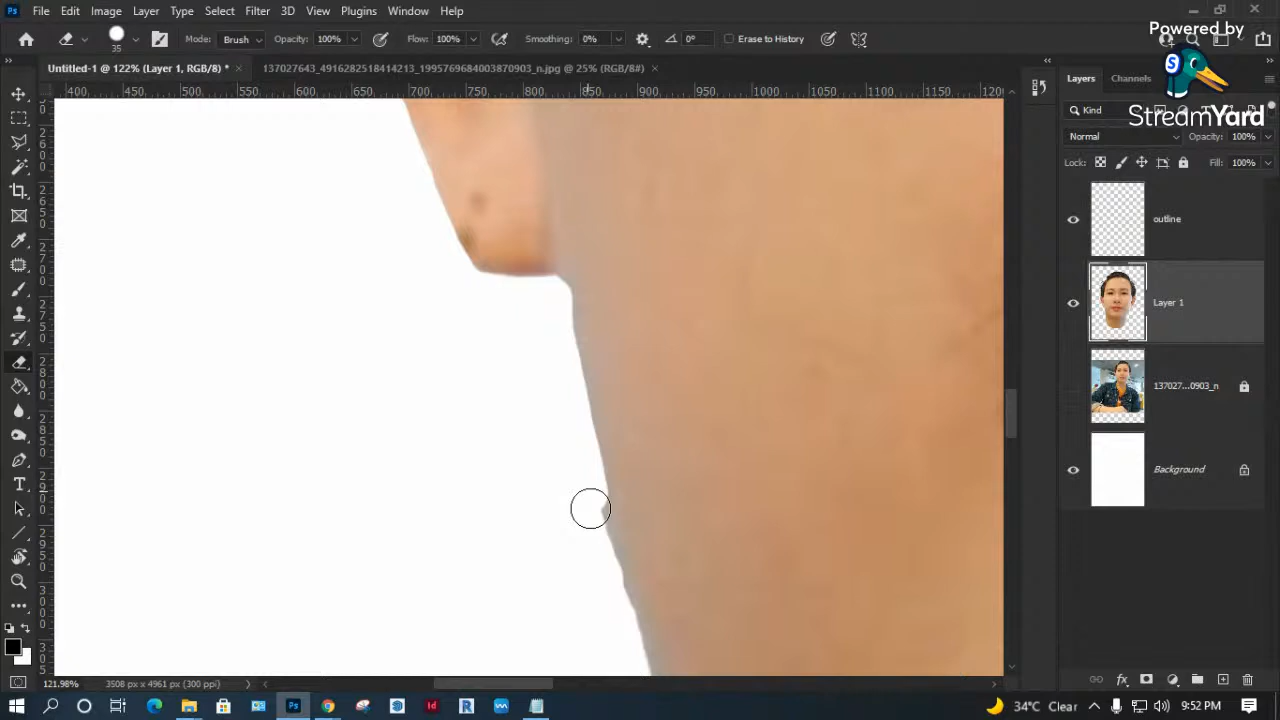 Ps File Edit Image Layer Type Select Filter 3D View Plugins Window Help
Powered by
StreamYard
35 Mode: Brush Opacity: 100% Flow: 100% Smoothing: 0% 0° Erase to History
Untitled-1 @ 122% (Layer 1, RGB/8) * × 137027643_4916282518414213_1995769684003870903_n.jpg @ 25% (RGB/8#) ×
400 450 500 550 600 650 700 750 800 850 900 950 1000 1050 1100 1150 1200
Layers Channels
Kind
Normal Opacity: 100%
Lock: Fill: 100%
outline
Layer 1
137027...0903_n
Background
121.98% 3508 px x 4961 px (300 ppi)
34°C Clear 9:52 PM